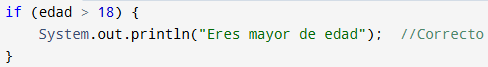 if (edad > 18) {
    System.out.println("Eres mayor de edad");  //Correcto
}